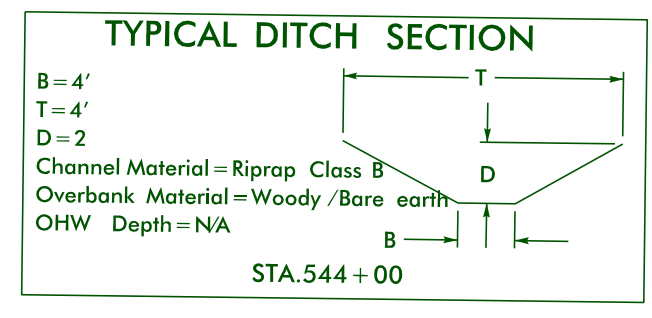 TYPICAL DITCH SECTION
B = 4'
T = 4'
D = 2
Channel Material = Riprap Class B
Overbank Material = Woody / Bare earth
OHW Depth = N/A
T
D
B
STA. 544 + 00